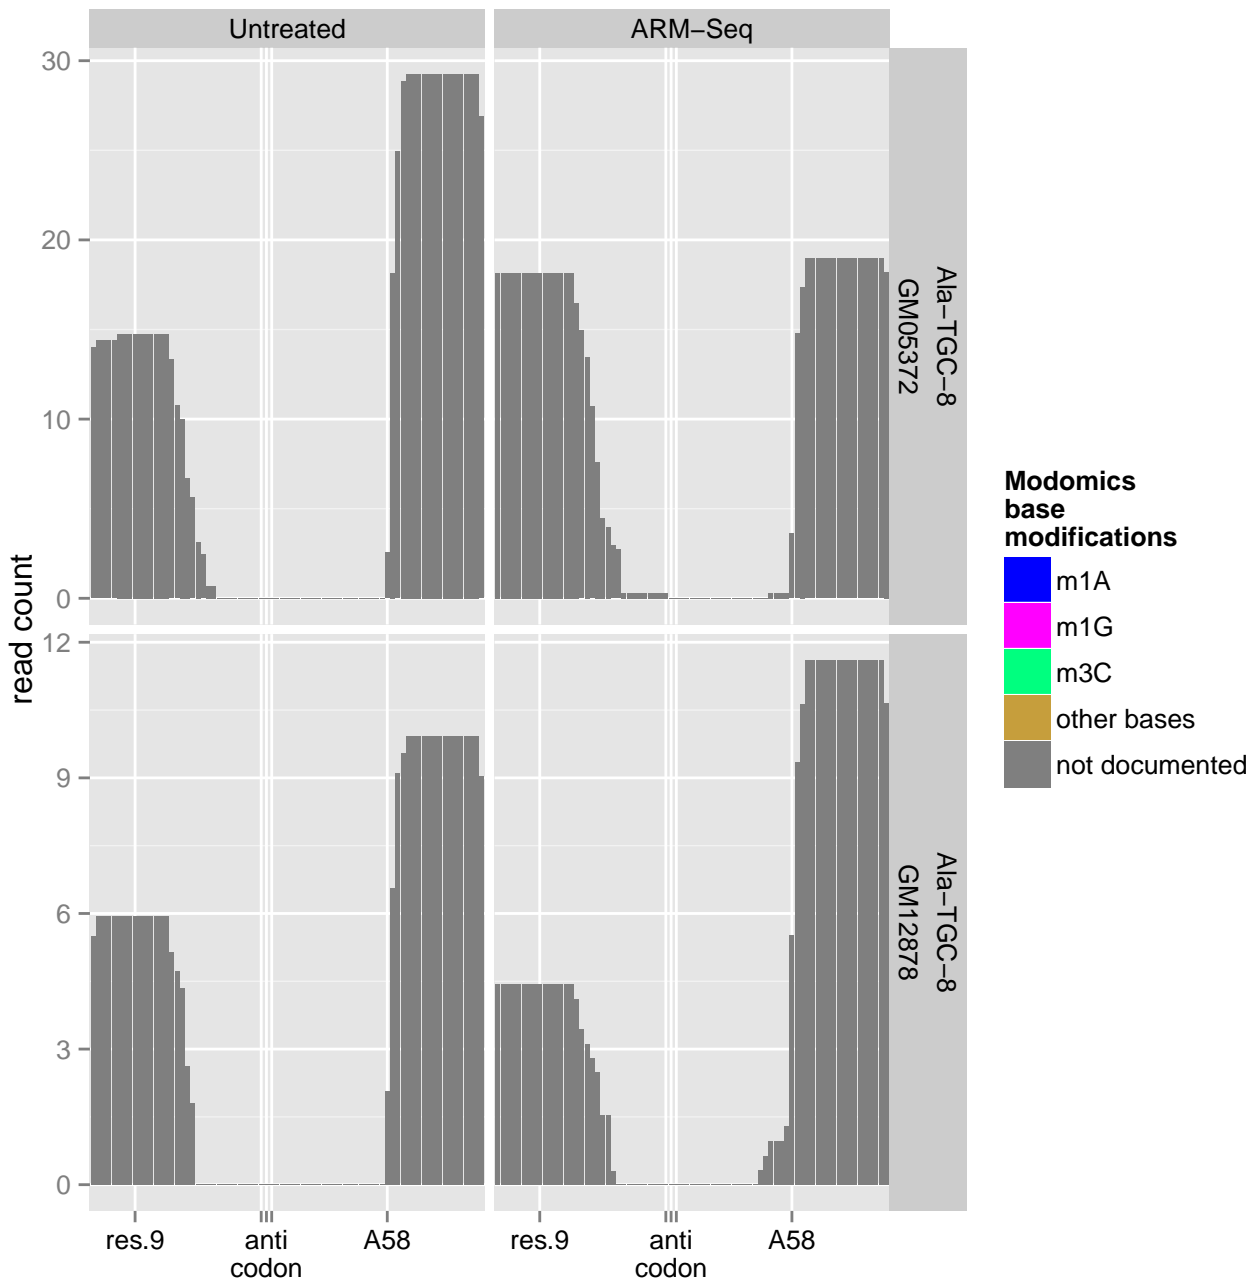 Untreated
ARM−Seq
30
20
10
0
Ala−TGC−8
GM05372
12
9
6
3
0
Ala−TGC−8
GM12878
read count
res.9
anti
codon
A58
res.9
anti
codon
A58
Modomics
base
modifications
m1A
m1G
m3C
other bases
not documented